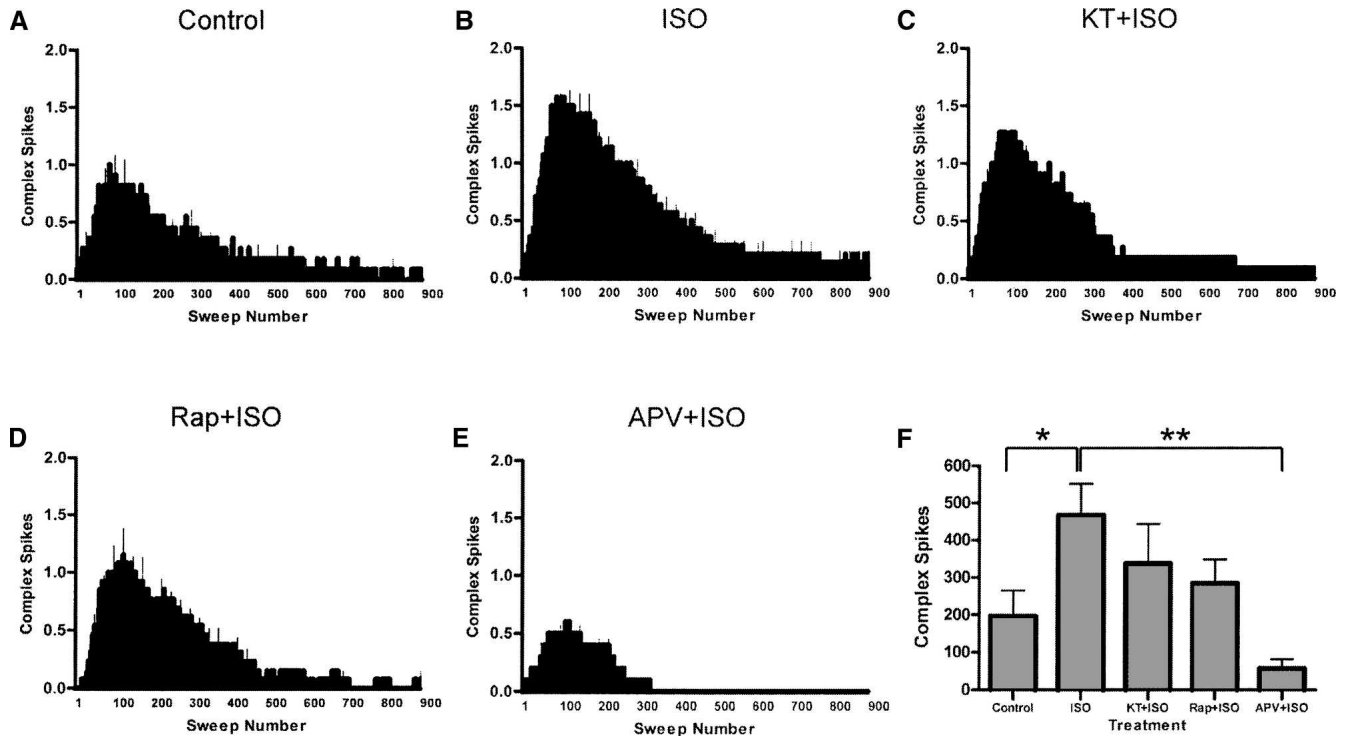 A
Control
Complex Spikes
2.0
1.5
1.0
0.5
0.0
1 100 200 300 400 500 600 700 800 900
Sweep Number
B
ISO
Complex Spikes
2.0
1.5
1.0
0.5
0.0
1 100 200 300 400 500 600 700 800 900
Sweep Number
C
KT+ISO
Complex Spikes
2.0
1.5
1.0
0.5
0.0
1 100 200 300 400 500 600 700 800 900
Sweep Number
D
Rap+ISO
Complex Spikes
2.0
1.5
1.0
0.5
0.0
1 100 200 300 400 500 600 700 800 900
Sweep Number
E
APV+ISO
Complex Spikes
2.0
1.5
1.0
0.5
0.0
1 100 200 300 400 500 600 700 800 900
Sweep Number
F
* **
Complex Spikes
600
500
400
300
200
100
0
Control ISO KT+ISO Rap+ISO APV+ISO
Treatment